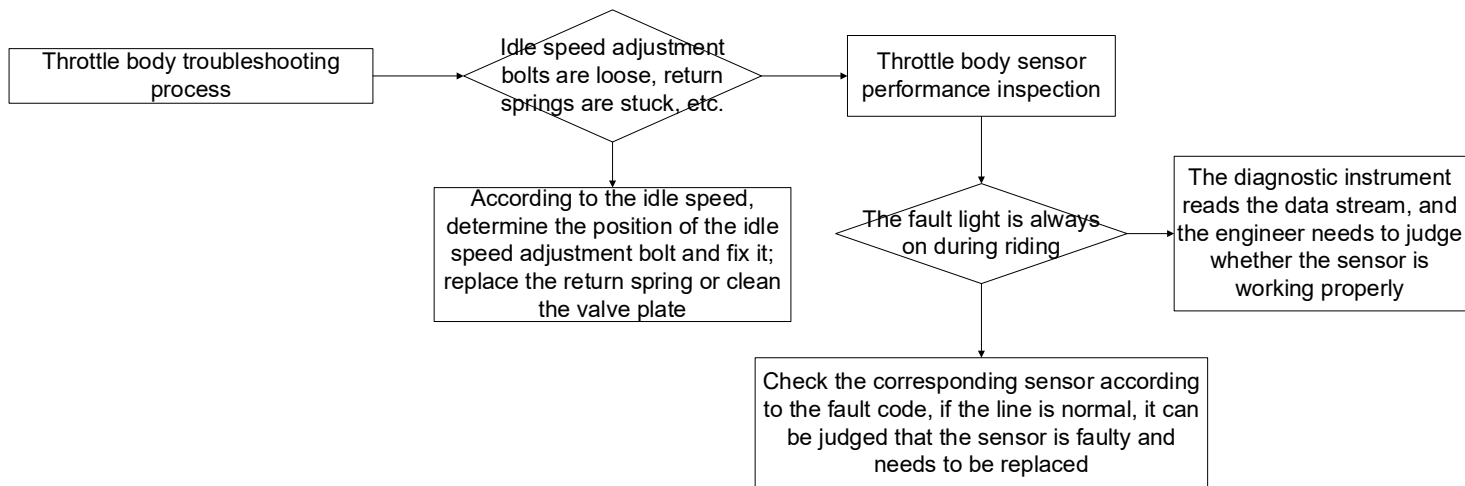 Throttle body troubleshooting
process
Idle speed adjustment
bolts are loose, return
springs are stuck, etc.
Throttle body sensor
performance inspection
According to the idle speed,
determine the position of the idle
speed adjustment bolt and fix it;
replace the return spring or clean
the valve plate
The fault light is always
on during riding
The diagnostic instrument
reads the data stream, and
the engineer needs to judge
whether the sensor is
working properly
Check the corresponding sensor according
to the fault code, if the line is normal, it can
be judged that the sensor is faulty and
needs to be replaced